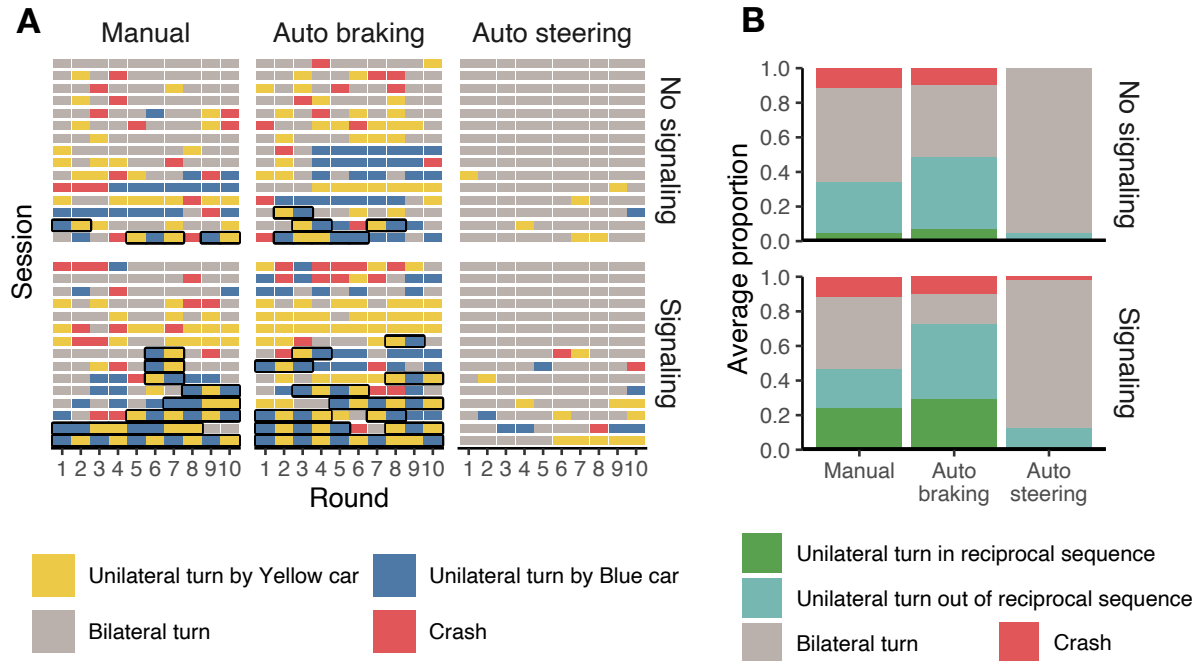 A
Manual
Auto braking
Auto steering
No signaling
Signaling
Session
1 2 3 4 5 6 7 8 9 10
1 2 3 4 5 6 7 8 9 10
1 2 3 4 5 6 7 8 9 10
Round
Unilateral turn by Yellow car
Unilateral turn by Blue car
Bilateral turn
Crash
B
1.0
0.8
0.6
0.4
0.2
0.0
No signaling
1.0
0.8
0.6
0.4
0.2
0.0
Signaling
Average proportion
Manual
Auto
braking
Auto
steering
Unilateral turn in reciprocal sequence
Unilateral turn out of reciprocal sequence
Bilateral turn
Crash